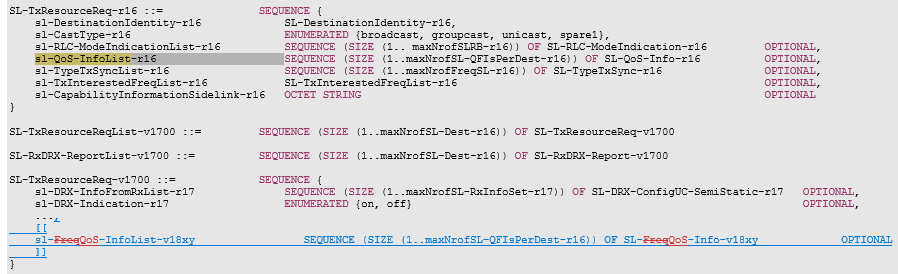 SL-TxResourceReq-r16 ::= SEQUENCE {
sl-DestinationIdentity-r16 SL-DestinationIdentity-r16,
sl-CastType-r16 ENUMERATED {broadcast, groupcast, unicast, spare1},
sl-RLC-ModeIndicationList-r16 SEQUENCE (SIZE (1.. maxNrofSLRB-r16)) OF SL-RLC-ModeIndication-r16 OPTIONAL,
sl-QoS-InfoList-r16 SEQUENCE (SIZE (1..maxNrofSL-QFIsPerDest-r16)) OF SL-QoS-Info-r16 OPTIONAL,
sl-TypeTxSyncList-r16 SEQUENCE (SIZE (1..maxNrofFreqSL-r16)) OF SL-TypeTxSync-r16 OPTIONAL,
sl-TxInterestedFreqList-r16 SL-TxInterestedFreqList-r16 OPTIONAL,
sl-CapabilityInformationSidelink-r16 OCTET STRING OPTIONAL
}
SL-TxResourceReqList-v1700 ::= SEQUENCE (SIZE (1..maxNrofSL-Dest-r16)) OF SL-TxResourceReq-v1700
SL-RxDRX-ReportList-v1700 ::= SEQUENCE (SIZE (1..maxNrofSL-Dest-r16)) OF SL-RxDRX-Report-v1700
SL-TxResourceReq-v1700 ::= SEQUENCE {
sl-DRX-InfoFromRxList-r17 SEQUENCE (SIZE (1..maxNrofSL-RxInfoSet-r17)) OF SL-DRX-ConfigUC-SemiStatic-r17 OPTIONAL,
sl-DRX-Indication-r17 ENUMERATED {on, off} OPTIONAL,
...,
[[
sl-FreqQoS-InfoList-v18xy SEQUENCE (SIZE (1..maxNrofSL-QFIsPerDest-r16)) OF SL-FreqQoS-Info-v18xy OPTIONAL
]]
}